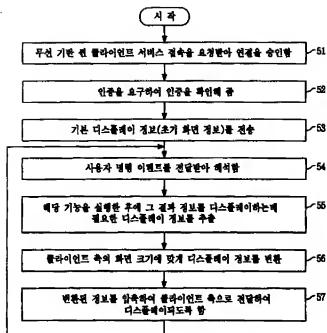 시 작
무선 기반 씬 클라이언트 서비스 접속을 요청받아 연결을 승인함
51
인증을 요구하여 인증을 확인해 줌
52
기본 디스플레이 정보(초기 화면 정보)를 전송
53
사용자 명령 이벤트를 전달받아 해석함
54
해당 기능을 실행한 후에 그 결과 정보를 디스플레이하는데
필요한 디스플레이 정보를 추출
55
클라이언트 측의 화면 크기에 맞게 디스플레이 정보를 변환
56
변환된 정보를 압축하여 클라이언트 측으로 전달하여
디스플레이되도록 함
57